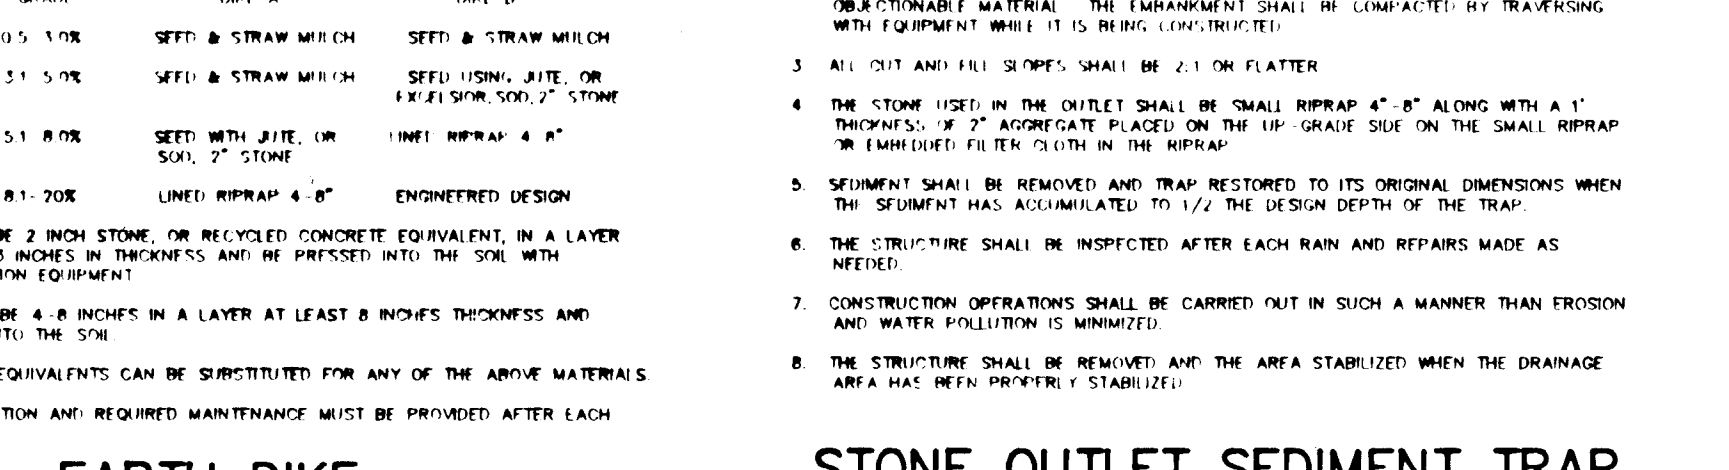 0.5 3.0% SEED & STRAW MULCH SEED & STRAW MULCH
3.1 5.0% SEED & STRAW MULCH SEED USING JUTE, OR
EXCELSIOR, SOD, 2" STONE
5.1 8.0% SEED WITH JUTE, OR LINED RIPRAP 4 8"
SOD, 2" STONE
8.1- 20% LINED RIPRAP 4 -8" ENGINEERED DESIGN
BE 2 INCH STONE, OR RECYCLED CONCRETE EQUIVALENT, IN A LAYER
3 INCHES IN THICKNESS AND BE PRESSED INTO THE SOIL WITH
ION EQUIPMENT
BE 4 -8 INCHES IN A LAYER AT LEAST 8 INCHES THICKNESS AND
TO THE SOIL
EQUIVALENTS CAN BE SUBSTITUTED FOR ANY OF THE ABOVE MATERIALS.
TION AND REQUIRED MAINTENANCE MUST BE PROVIDED AFTER EACH
EARTH DIKE
OBJECTIONABLE MATERIAL THE EMBANKMENT SHALL BE COMPACTED BY TRAVERSING
WITH EQUIPMENT WHILE IT IS BEING CONSTRUCTED
3 ALL CUT AND FILL SLOPES SHALL BE 2:1 OR FLATTER
4 THE STONE USED IN THE OUTLET SHALL BE SMALL RIPRAP 4"-8" ALONG WITH A 1'
THICKNESS OF 2" AGGREGATE PLACED ON THE UP-GRADE SIDE ON THE SMALL RIPRAP
OR EMBEDDED FILTER CLOTH IN THE RIPRAP
5. SEDIMENT SHALL BE REMOVED AND TRAP RESTORED TO ITS ORIGINAL DIMENSIONS WHEN
THE SEDIMENT HAS ACCUMULATED TO 1/2 THE DESIGN DEPTH OF THE TRAP.
6. THE STRUCTURE SHALL BE INSPECTED AFTER EACH RAIN AND REPAIRS MADE AS
NEEDED.
7. CONSTRUCTION OPERATIONS SHALL BE CARRIED OUT IN SUCH A MANNER THAN EROSION
AND WATER POLLUTION IS MINIMIZED.
8. THE STRUCTURE SHALL BE REMOVED AND THE AREA STABILIZED WHEN THE DRAINAGE
AREA HAS BEEN PROPERLY STABILIZED
STONE OUTLET SEDIMENT TRAP